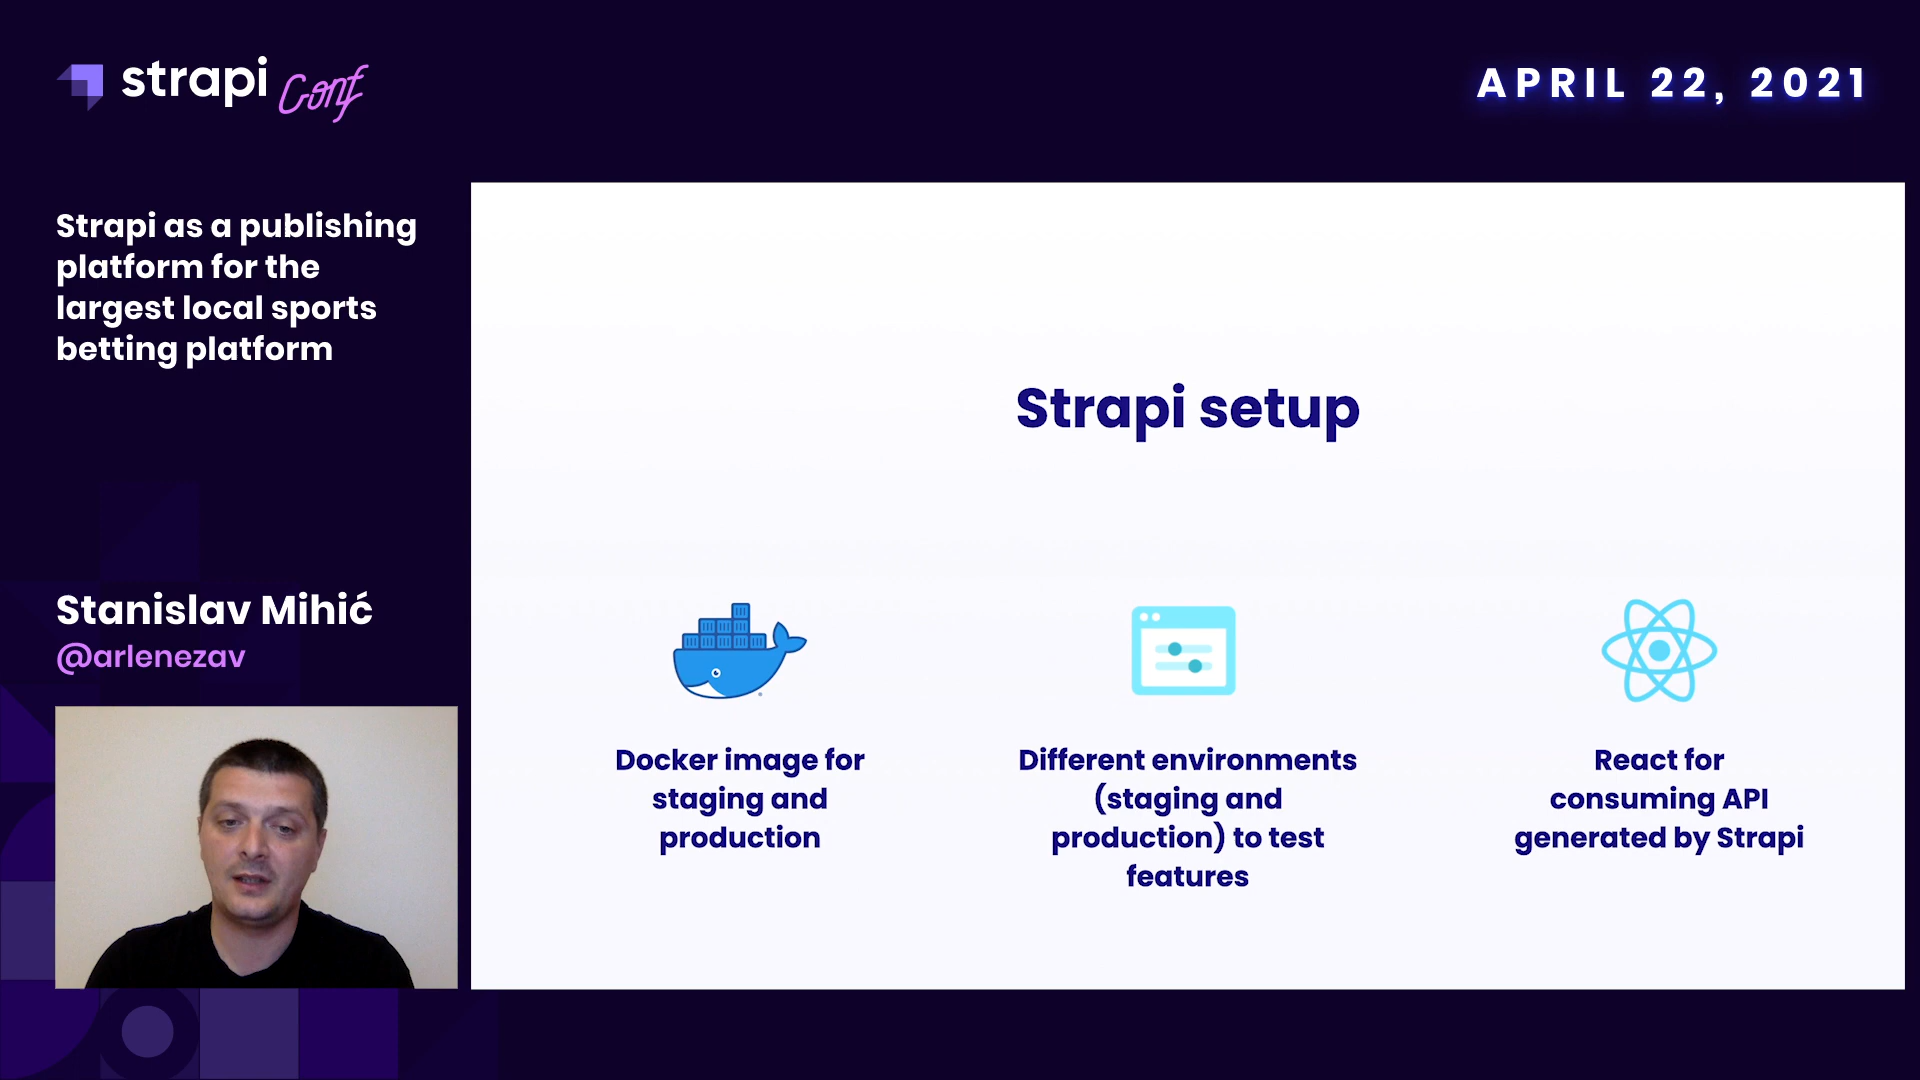 strapi Conf
APRIL 22, 2021
Strapi as a publishing
platform for the
largest local sports
betting platform
Stanislav Mihić
@arlenezav
Strapi setup
Docker image for
staging and
production
Different environments
(staging and
production) to test
features
React for
consuming API
generated by Strapi